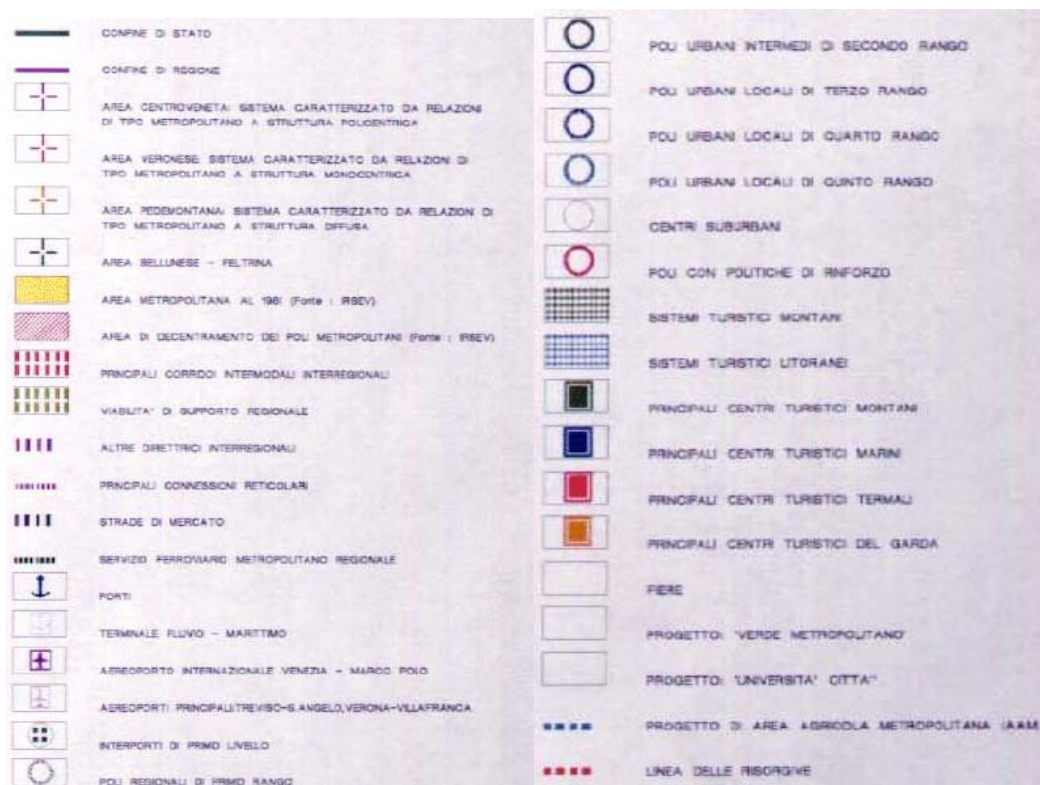 CONFINE DI STATO
CONFINE DI REGIONE
AREA CENTROVENETA: SISTEMA CARATTERIZZATO DA RELAZIONI
DI TIPO METROPOLITANO A STRUTTURA POLICENTRICA
AREA VERONESE: SISTEMA CARATTERIZZATO DA RELAZIONI DI
TIPO METROPOLITANO A STRUTTURA MONOCENTRICA
AREA PEDEMONTANA: SISTEMA CARATTERIZZATO DA RELAZIONI DI
TIPO METROPOLITANO A STRUTTURA DIFFUSA
AREA BELLUNESE - FELTRINA
AREA METROPOLITANA AL 1981 (Fonte : IRSEV)
AREA DI DECENTRAMENTO DEI POLI METROPOLITANI (Fonte : IRSEV)
PRINCIPALI CORRIDOI INTERMODALI INTERREGIONALI
VIABILITA' DI SUPPORTO REGIONALE
ALTRE DIRETTRICI INTERREGIONALI
PRINCIPALI CONNESSIONI RETICOLARI
STRADE DI MERCATO
SERVIZIO FERROVIARIO METROPOLITANO REGIONALE
PORTI
TERMINALE FLUVIO - MARITTIMO
AEREOPORTO INTERNAZIONALE VENEZIA - MARCO POLO
AEREOPORTI PRINCIPALI:TREVISO-S.ANGELO,VERONA-VILLAFRANCA
INTERPORTI DI PRIMO LIVELLO
POLI REGIONALI DI PRIMO RANGO
POLI URBANI INTERMEDI DI SECONDO RANGO
POLI URBANI LOCALI DI TERZO RANGO
POLI URBANI LOCALI DI QUARTO RANGO
POLI URBANI LOCALI DI QUINTO RANGO
CENTRI SUBURBANI
POLI CON POLITICHE DI RINFORZO
SISTEMI TURISTICI MONTANI
SISTEMI TURISTICI LITORANEI
PRINCIPALI CENTRI TURISTICI MONTANI
PRINCIPALI CENTRI TURISTICI MARINI
PRINCIPALI CENTRI TURISTICI TERMALI
PRINCIPALI CENTRI TURISTICI DEL GARDA
FIERE
PROGETTO: 'VERDE METROPOLITANO'
PROGETTO: 'UNIVERSITA' CITTA''
PROGETTO DI AREA AGRICOLA METROPOLITANA (AAM
LINEA DELLE RISORGIVE